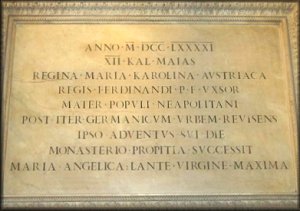 ANNO · M · DCC · LXXXXI
XII · KAL · MAIAS
REGINA · MARIA · KAROLINA · AVSTRIACA
REGIS · FERDINANDI · P · F · VXSOR
MATER · POPVLI · NEAPOLITANI
POST · ITER · GERMANICVM · VRBEM · REVISENS
IPSO · ADVENTVS · SVI · DIE
MONASTERIO · PROPITIA · SVCCESSIT
MARIA · ANGELICA · LANTE · VIRGINE · MAXIMA